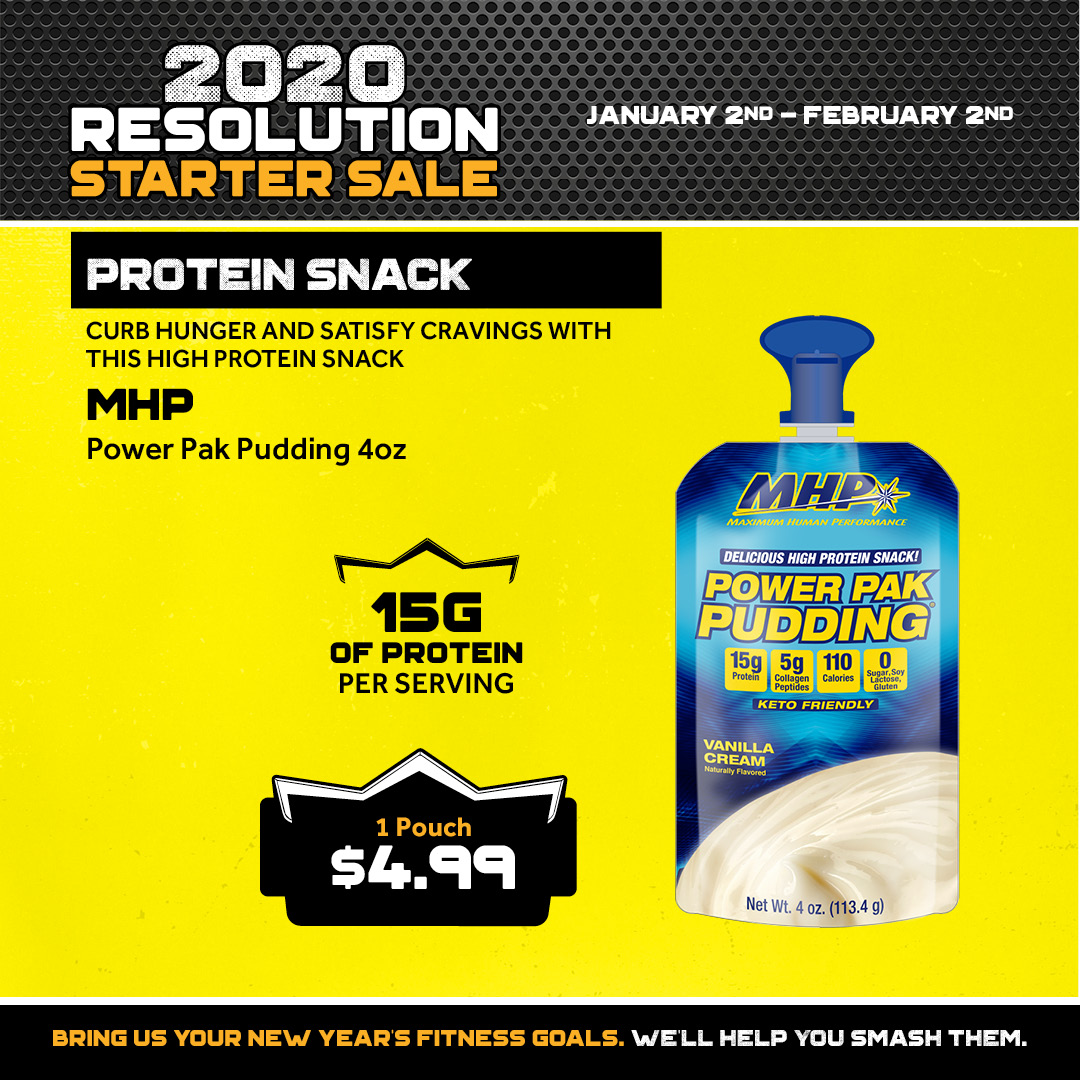 2020
RESOLUTION
STARTER SALE
JANUARY 2ND – FEBRUARY 2ND
PROTEIN SNACK
CURB HUNGER AND SATISFY CRAVINGS WITH
THIS HIGH PROTEIN SNACK
MHP
Power Pak Pudding 4oz
15G
OF PROTEIN
PER SERVING
1 Pouch
$4.99
MHP
MAXIMUM HUMAN PERFORMANCE
DELICIOUS HIGH PROTEIN SNACK!
POWER PAK
PUDDING®
15g
Protein
5g
Collagen
Peptides
110
Calories
0
Sugar, Soy
Lactose,
Gluten
KETO FRIENDLY
VANILLA
CREAM
Naturally Flavored
Net Wt. 4 oz. (113.4 g)
BRING US YOUR NEW YEAR'S FITNESS GOALS. WE'LL HELP YOU SMASH THEM.